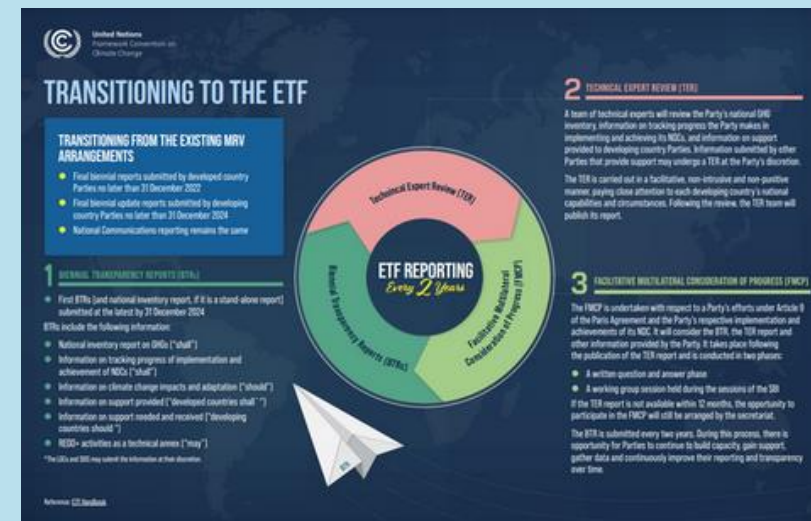 United Nations
Framework Convention on
Climate Change
TRANSITIONING TO THE ETF
TRANSITIONING FROM THE EXISTING MRV
ARRANGEMENTS
Final biennial reports submitted by developed country
Parties no later than 31 December 2022
Final biennial update reports submitted by developing
country Parties no later than 31 December 2024
National Communications reporting remains the same
1 BIENNIAL TRANSPARENCY REPORTS (BTRs)
First BTRs (and national inventory report, if it is a stand-alone report)
submitted at the latest by 31 December 2024
BTRs include the following information:
National inventory report on GHGs ("shall")
Information on tracking progress of implementation and
achievement of NDCs ("shall")
Information on climate change impacts and adaptation ("should")
Information on support provided ("developed countries shall" ")
Information on support needed and received ("developing
countries should ")
REDD+ activities as a technical annex ("may")
*The LDCs and SIDS may submit the information at their discretion.
Reference: ETF Handbook
Techinical Expert Review (TER)
Biennial Transparency Reports (BTRs)
Facilitative Multilateral
Consideration of Progress (FMCP)
ETF REPORTING
Every 2 Years
BTR
2 TECHNICAL EXPERT REVIEW (TER)
A team of technical experts will review the Party's national GHG
inventory, information on tracking progress the Party makes in
implementing and achieving its NDCs, and information on support
provided to developing country Parties. Information submitted by other
Parties that provide support may undergo a TER at the Party's discretion.
The TER is carried out in a facilitative, non-intrusive and non-punitive
manner, paying close attention to each developing country's national
capabilities and circumstances. Following the review, the TER team will
publish its report.
3 FACILITATIVE MULTILATERAL CONSIDERATION OF PROGRESS (FMCP)
The FMCP is undertaken with respect to a Party's efforts under Article 9
of the Paris Agreement and the Party's respective implementation and
achievements of its NDC. It will consider the BTR, the TER report and
other information provided by the Party. It takes place following
the publication of the TER report and is conducted in two phases:
A written question and answer phase
A working group session held during the sessions of the SBI
If the TER report is not available within 12 months, the opportunity to
participate in the FMCP will still be arranged by the secretariat.
The BTR is submitted every two years. During this process, there is
opportunity for Parties to continue to build capacity, gain support,
gather data and continuously improve their reporting and transparency
over time.